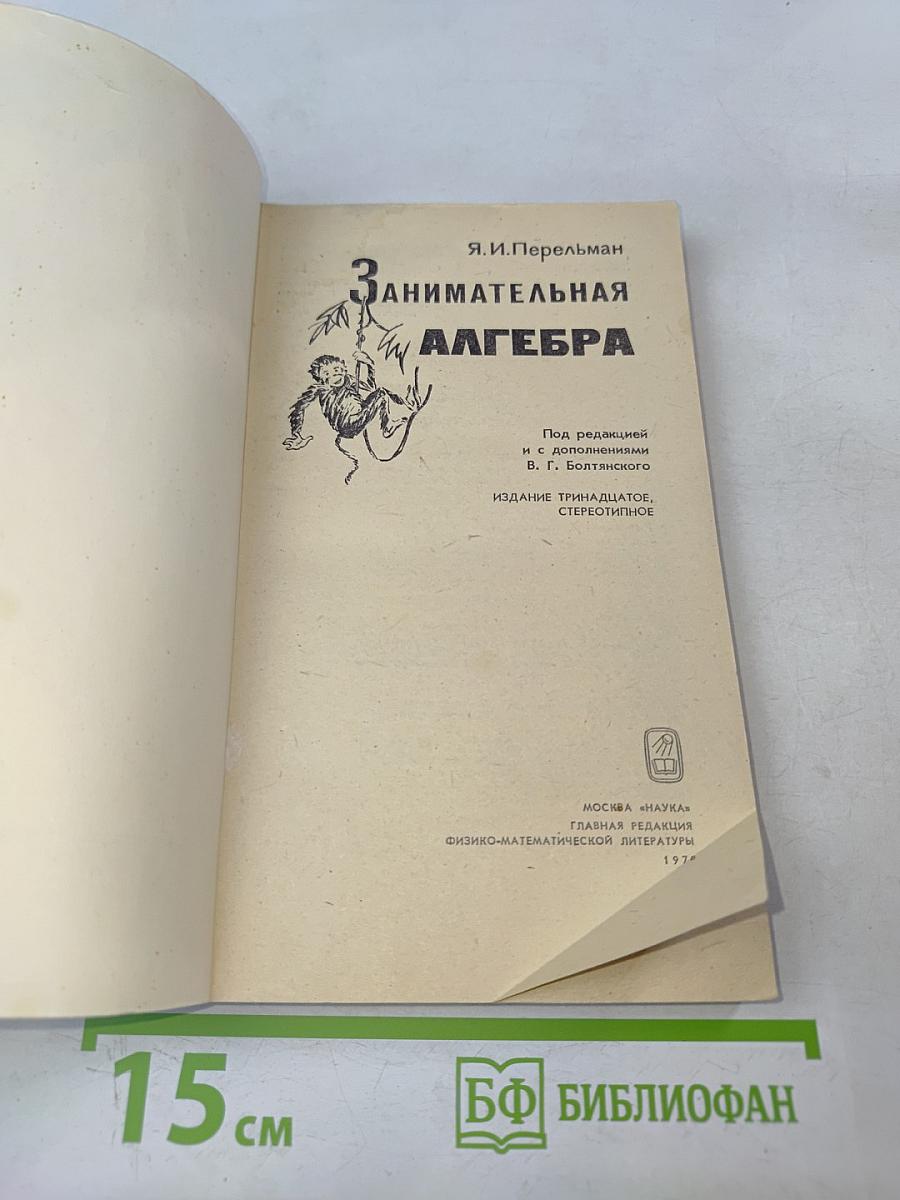 Я. И. Перельман
ЗАНИМАТЕЛЬНАЯ
АЛГЕБРА
Под редакцией
и с дополнениями
В. Г. Болтянского
ИЗДАНИЕ ТРИНАДЦАТОЕ,
СТЕРЕОТИПНОЕ
МОСКВА «НАУКА»
ГЛАВНАЯ РЕДАКЦИЯ
ФИЗИКО-МАТЕМАТИЧЕСКОЙ ЛИТЕРАТУРЫ
15 см
БФ БИБЛИОФАН